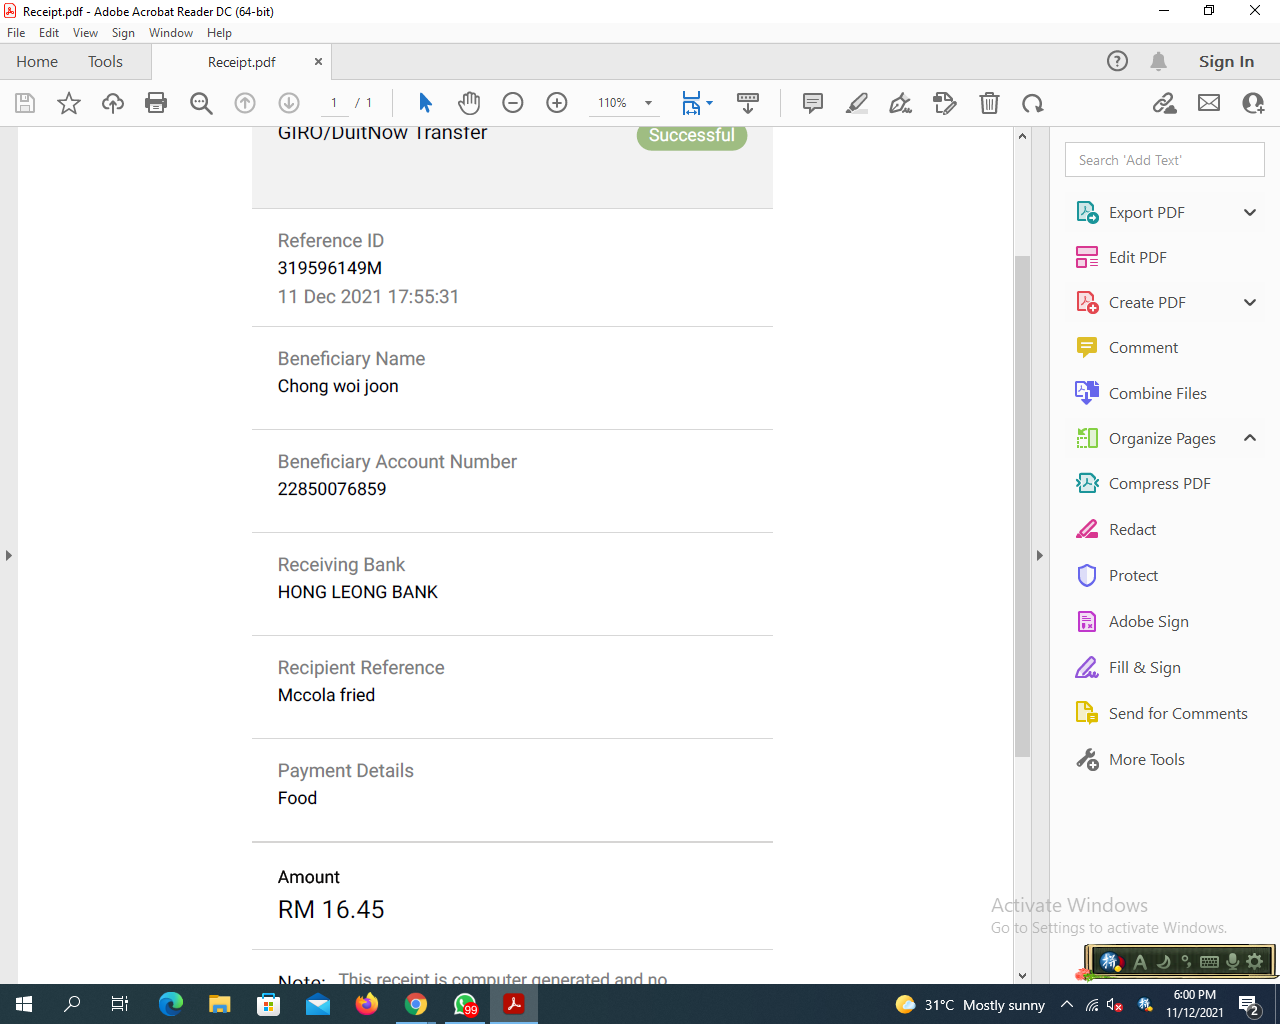 Receipt.pdf - Adobe Acrobat Reader DC (64-bit)
File Edit View Sign Window Help
Home Tools Receipt.pdf × ? Sign In
1 / 1 110%
GIRO/DuitNow Transfer Successful
Reference ID
319596149M
11 Dec 2021 17:55:31
Beneficiary Name
Chong woi joon
Beneficiary Account Number
22850076859
Receiving Bank
HONG LEONG BANK
Recipient Reference
Mccola fried
Payment Details
Food
Amount
RM 16.45
Note: This receipt is computer generated and no
Search 'Add Text'
Export PDF
Edit PDF
Create PDF
Comment
Combine Files
Organize Pages
Compress PDF
Redact
Protect
Adobe Sign
Fill & Sign
Send for Comments
More Tools
Activate Windows
Go to Settings to activate Windows.
拼 A
99
31°C Mostly sunny
6:00 PM
11/12/2021
2